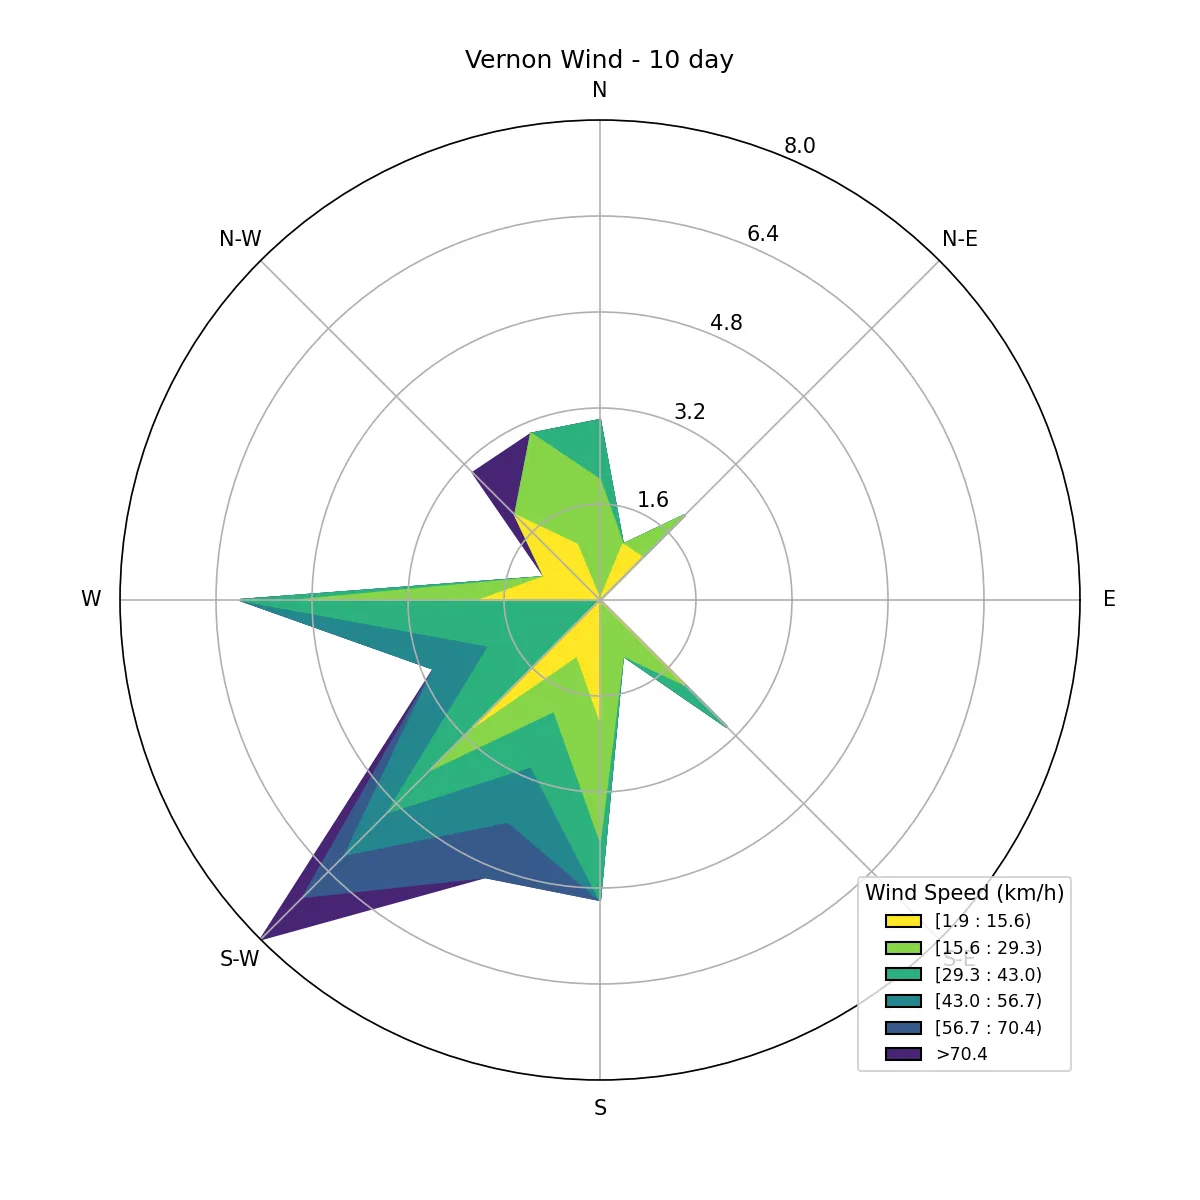 Vernon Wind - 10 day
N
8.0
6.4
N-W
N-E
4.8
3.2
1.6
W
E
Wind Speed (km/h)
[1.9 : 15.6)
[15.6 : 29.3)
S-W
S-E
[29.3 : 43.0)
[43.0 : 56.7)
[56.7 : 70.4)
>70.4
S